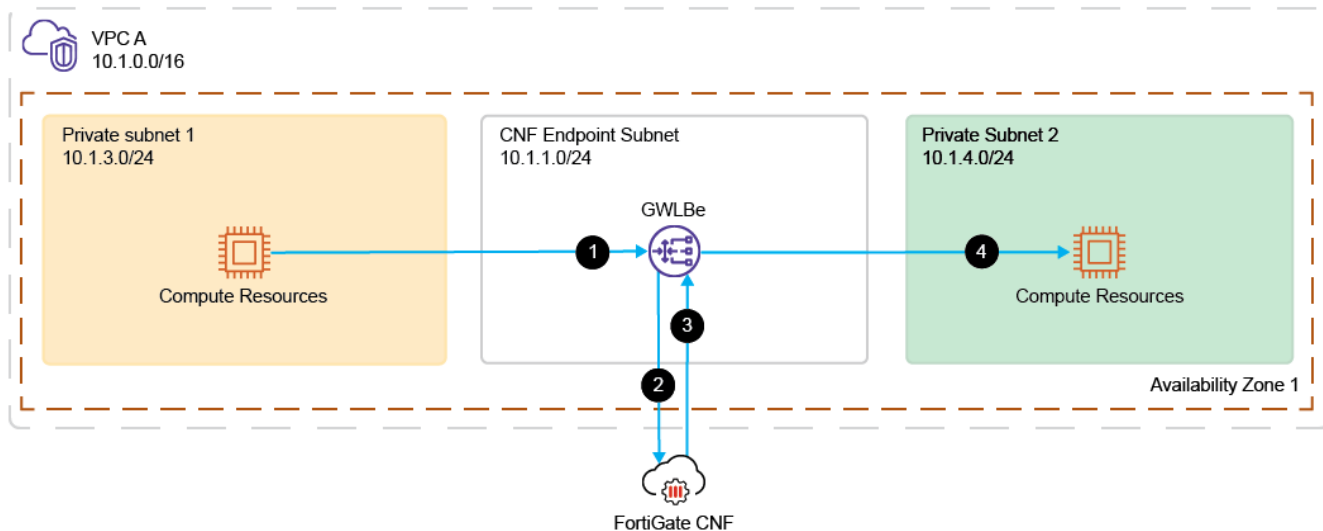 VPC A
10.1.0.0/16
Private subnet 1
10.1.3.0/24
CNF Endpoint Subnet
10.1.1.0/24
Private Subnet 2
10.1.4.0/24
GWLBe
1
4
Compute Resources
Compute Resources
3
2
Availability Zone 1
FortiGate CNF